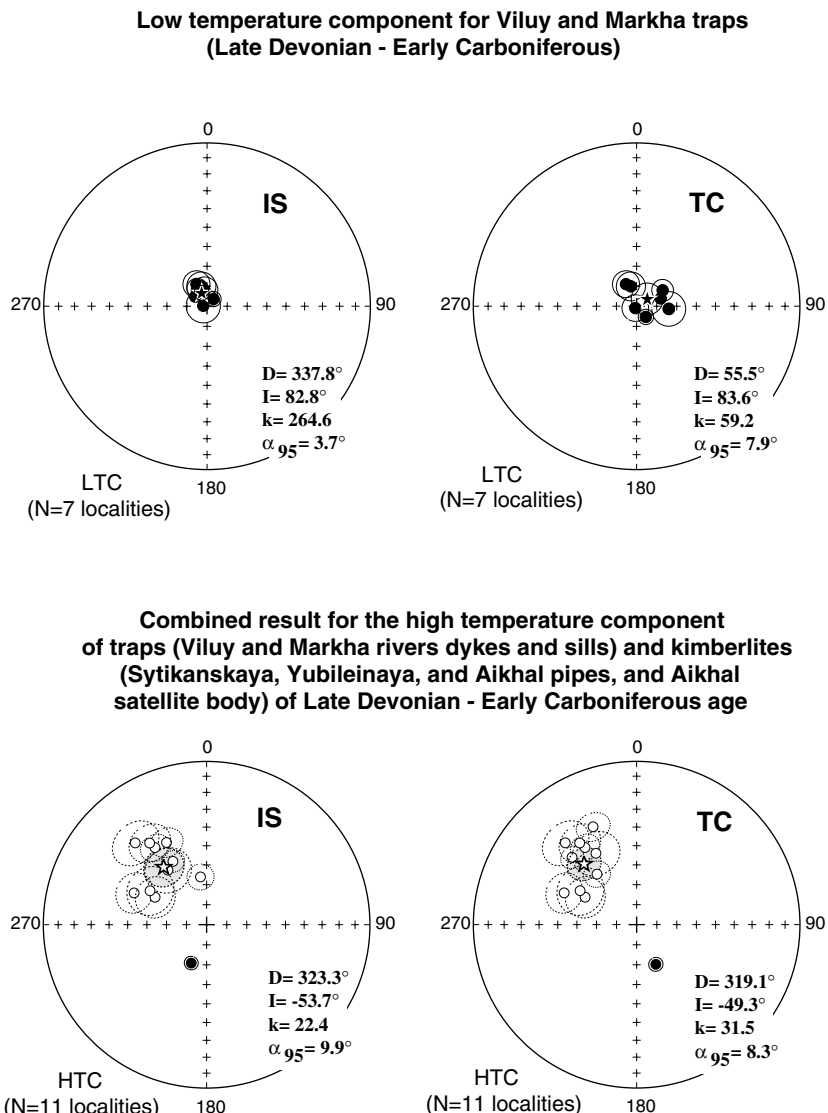 Low temperature component for Viluy and Markha traps
(Late Devonian - Early Carboniferous)
0
IS
270
90
D= 337.8°
I= 82.8°
k= 264.6
α 95= 3.7°
LTC
(N=7 localities)
180
0
TC
270
90
D= 55.5°
I= 83.6°
k= 59.2
α 95= 7.9°
LTC
(N=7 localities)
180
Combined result for the high temperature component
of traps (Viluy and Markha rivers dykes and sills) and kimberlites
(Sytikanskaya, Yubileinaya, and Aikhal pipes, and Aikhal
satellite body) of Late Devonian - Early Carboniferous age
0
IS
270
90
D= 323.3°
I= -53.7°
k= 22.4
α 95= 9.9°
HTC
(N=11 localities)
180
0
TC
270
90
D= 319.1°
I= -49.3°
k= 31.5
α 95= 8.3°
HTC
(N=11 localities)
180